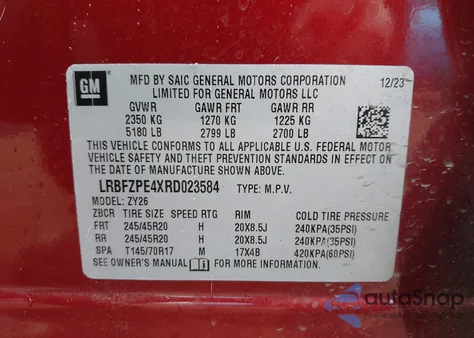 GM
MFD BY SAIC GENERAL MOTORS CORPORATION 12/23
LIMITED FOR GENERAL MOTORS LLC
GVWR GAWR FRT GAWR RR
2350 KG 1270 KG 1225 KG
5180 LB 2799 LB 2700 LB
THIS VEHICLE CONFORMS TO ALL APPLICABLE U.S. FEDERAL MOTOR
VEHICLE SAFETY STANDARDS IN EFFECT ON
THE DATE OF MANUFACTURE SHOWN ABOVE.
LRBFZPE4XRD023584 TYPE: M.P.V.
MODEL: ZY26
ZBCR TIRE SIZE SPEED RTG RIM COLD TIRE PRESSURE
FRT 245/45R20 H 20X8.5J 240KPA(35PSI)
RR 245/45R20 H 20X8.5J 240KPA(35PSI)
SPA T145/70R17 M 17X4B 420KPA(60PSI)
SEE OWNER'S MANUAL FOR MORE INFORMATION.
autoSnap